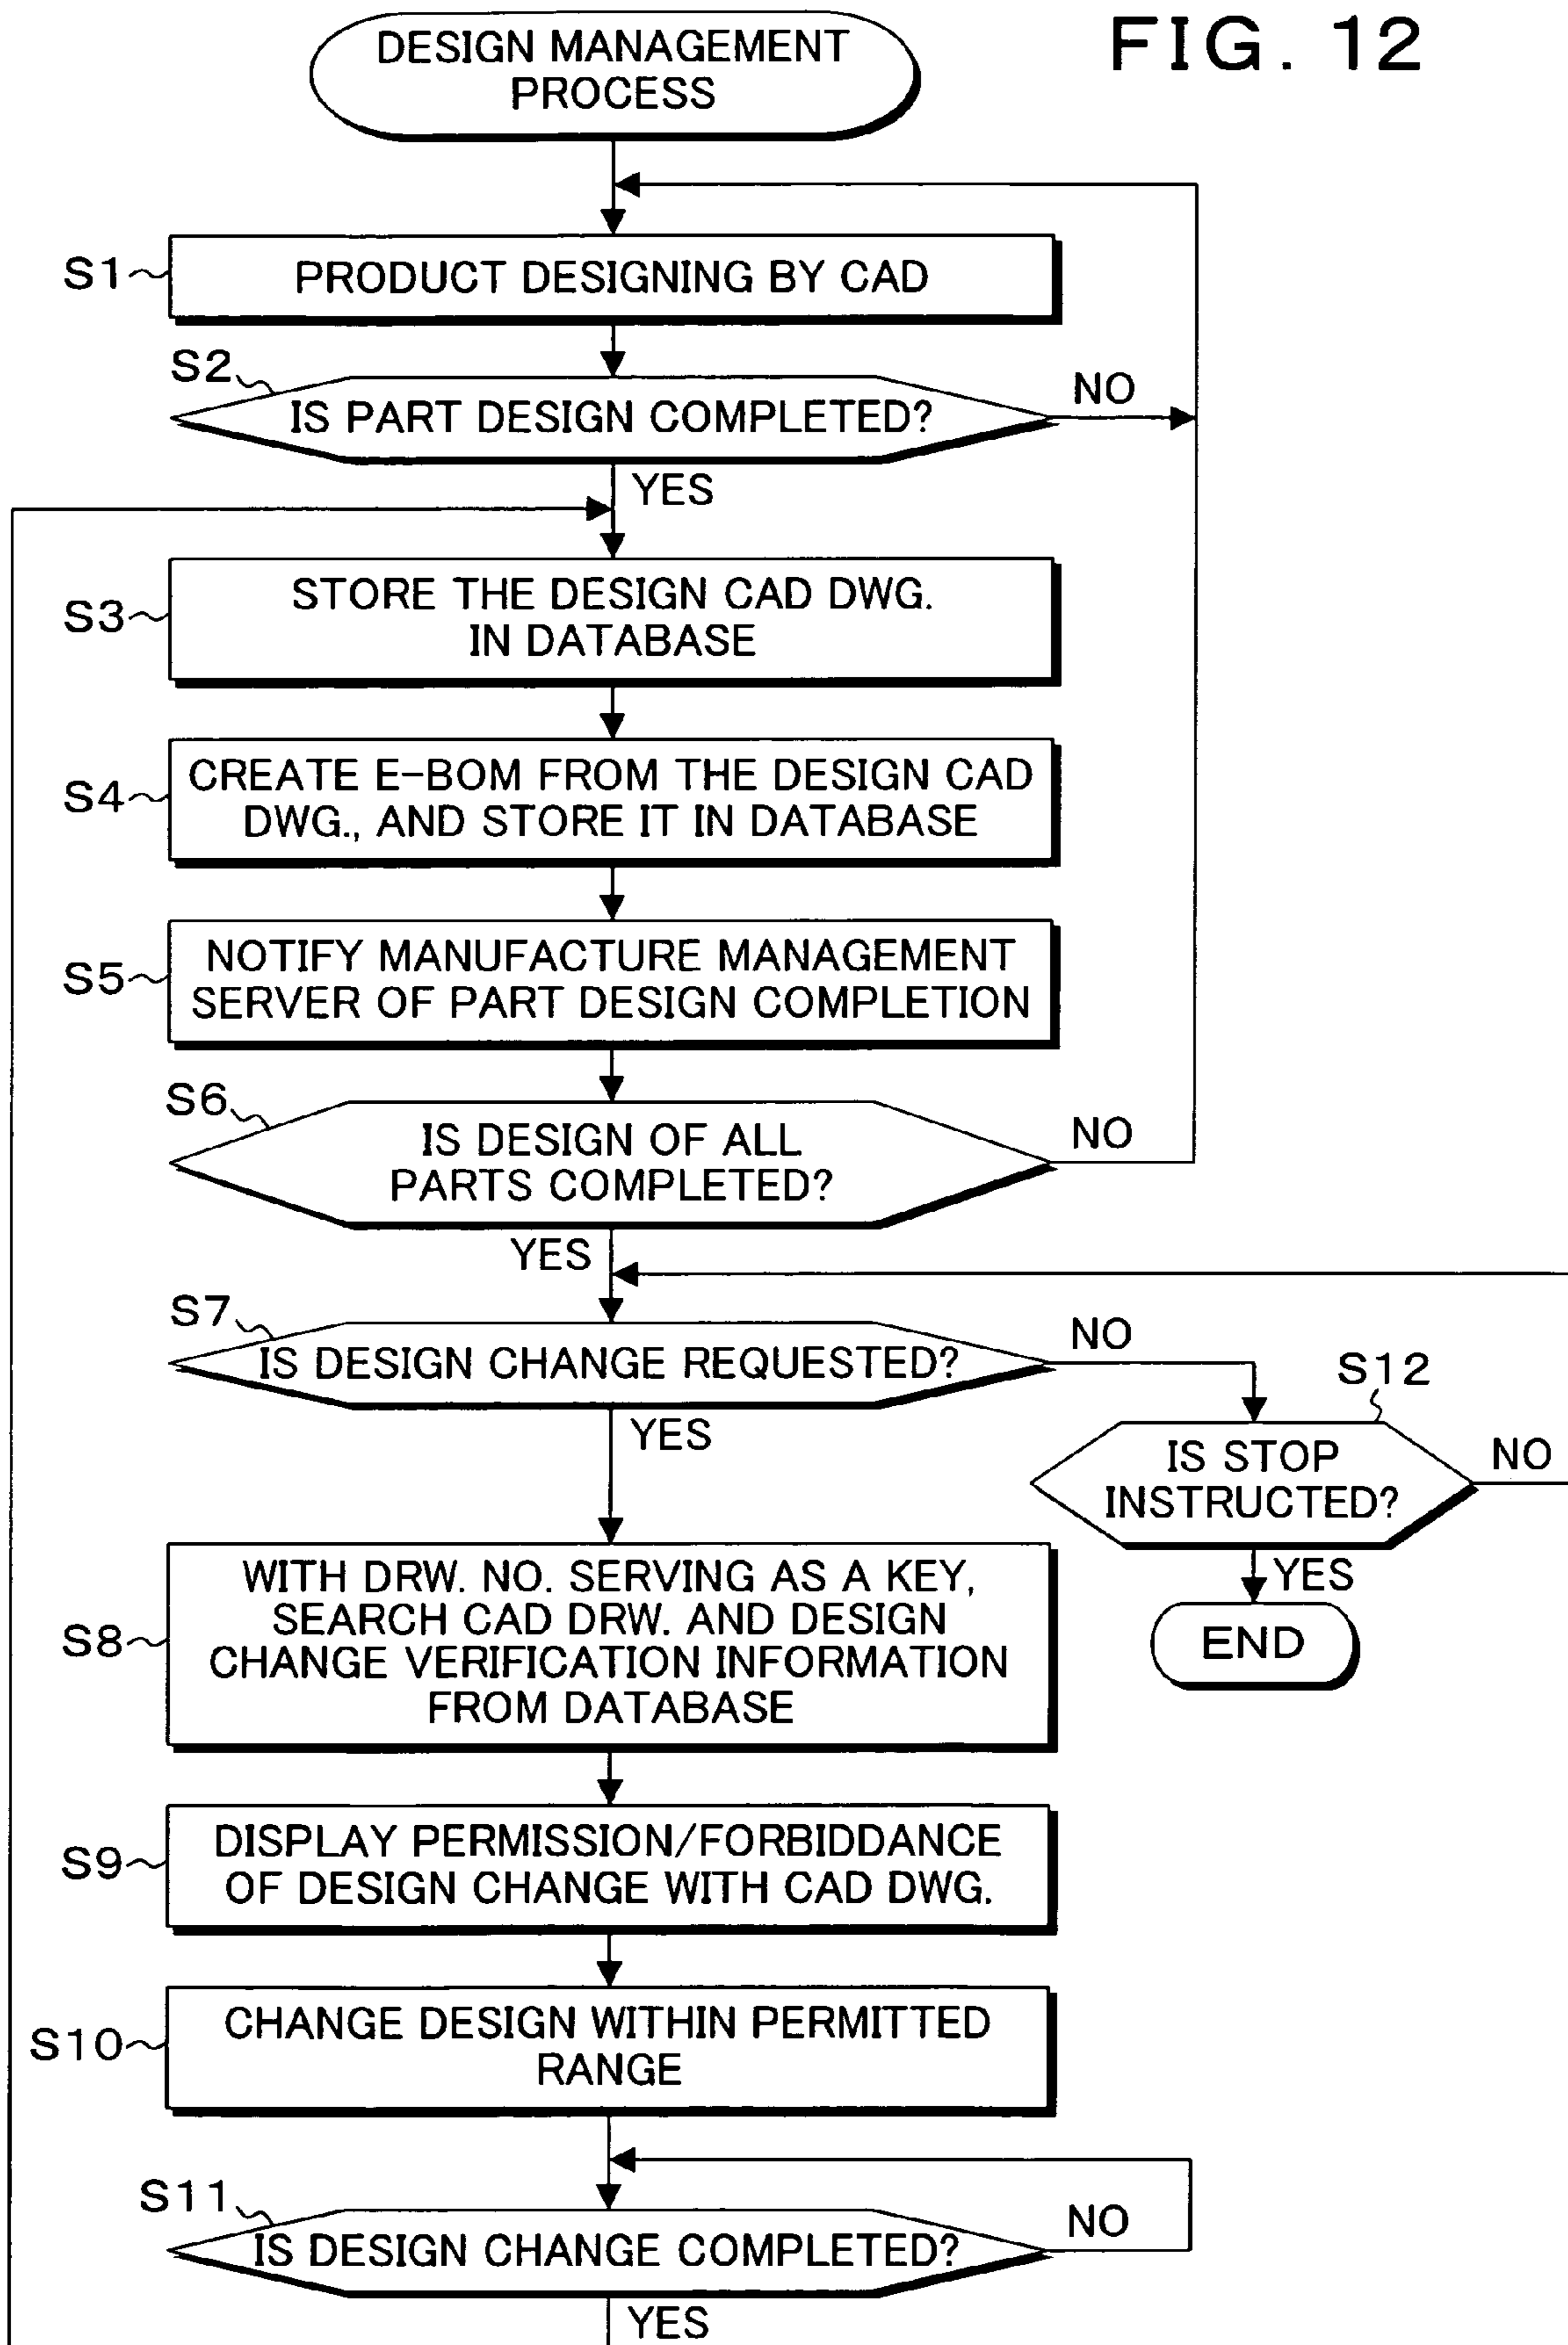 FIG. 12
DESIGN MANAGEMENT
PROCESS
S1
PRODUCT DESIGNING BY CAD
S2
IS PART DESIGN COMPLETED?
NO
YES
S3
STORE THE DESIGN CAD DWG.
IN DATABASE
S4
CREATE E-BOM FROM THE DESIGN CAD
DWG., AND STORE IT IN DATABASE
S5
NOTIFY MANUFACTURE MANAGEMENT
SERVER OF PART DESIGN COMPLETION
S6
IS DESIGN OF ALL
PARTS COMPLETED?
NO
YES
S7
IS DESIGN CHANGE REQUESTED?
NO
YES
S12
IS STOP
INSTRUCTED?
NO
YES
END
S8
WITH DRW. NO. SERVING AS A KEY,
SEARCH CAD DRW. AND DESIGN
CHANGE VERIFICATION INFORMATION
FROM DATABASE
S9
DISPLAY PERMISSION/FORBIDDANCE
OF DESIGN CHANGE WITH CAD DWG.
S10
CHANGE DESIGN WITHIN PERMITTED
RANGE
S11
IS DESIGN CHANGE COMPLETED?
NO
YES